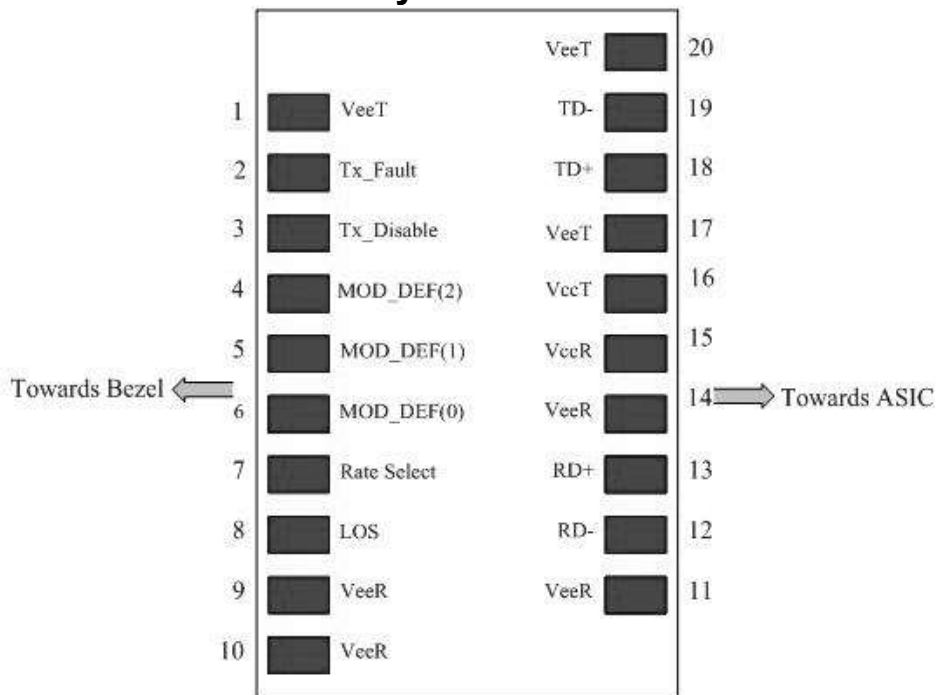 VeeT 20
1 VeeT TD- 19
2 Tx_Fault TD+ 18
3 Tx_Disable VeeT 17
4 MOD_DEF(2) VccT 16
5 MOD_DEF(1) VccR 15
Towards Bezel 6 MOD_DEF(0) VeeR 14 Towards ASIC
7 Rate Select RD+ 13
8 LOS RD- 12
9 VeeR VeeR 11
10 VeeR